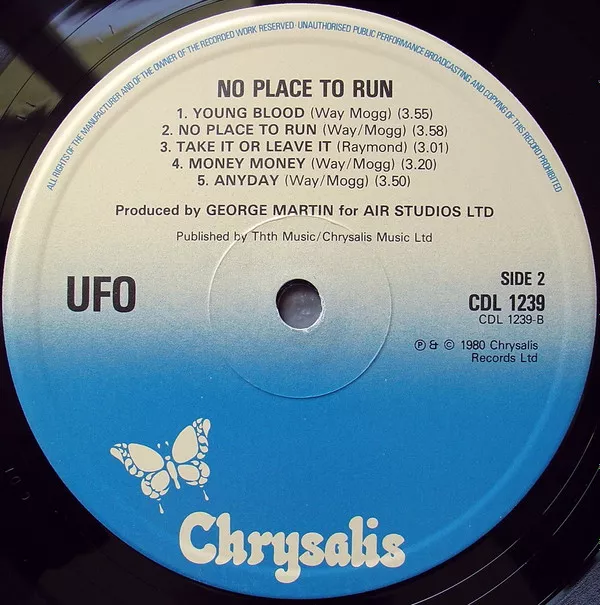 ALL RIGHTS OF THE MANUFACTURER AND OF THE OWNER OF THE RECORDED WORK RESERVED · UNAUTHORISED PUBLIC PERFORMANCE BROADCASTING AND COPYING OF THIS RECORD PROHIBITED
NO PLACE TO RUN
1. YOUNG BLOOD (Way Mogg) (3.55)
2. NO PLACE TO RUN (Way/Mogg) (3.58)
3. TAKE IT OR LEAVE IT (Raymond) (3.01)
4. MONEY MONEY (Way/Mogg) (3.20)
5. ANYDAY (Way/Mogg) (3.50)
Produced by GEORGE MARTIN for AIR STUDIOS LTD
Published by Thth Music/Chrysalis Music Ltd
UFO
SIDE 2
CDL 1239
CDL 1239-B
℗ & © 1980 Chrysalis
Records Ltd
Chrysalis